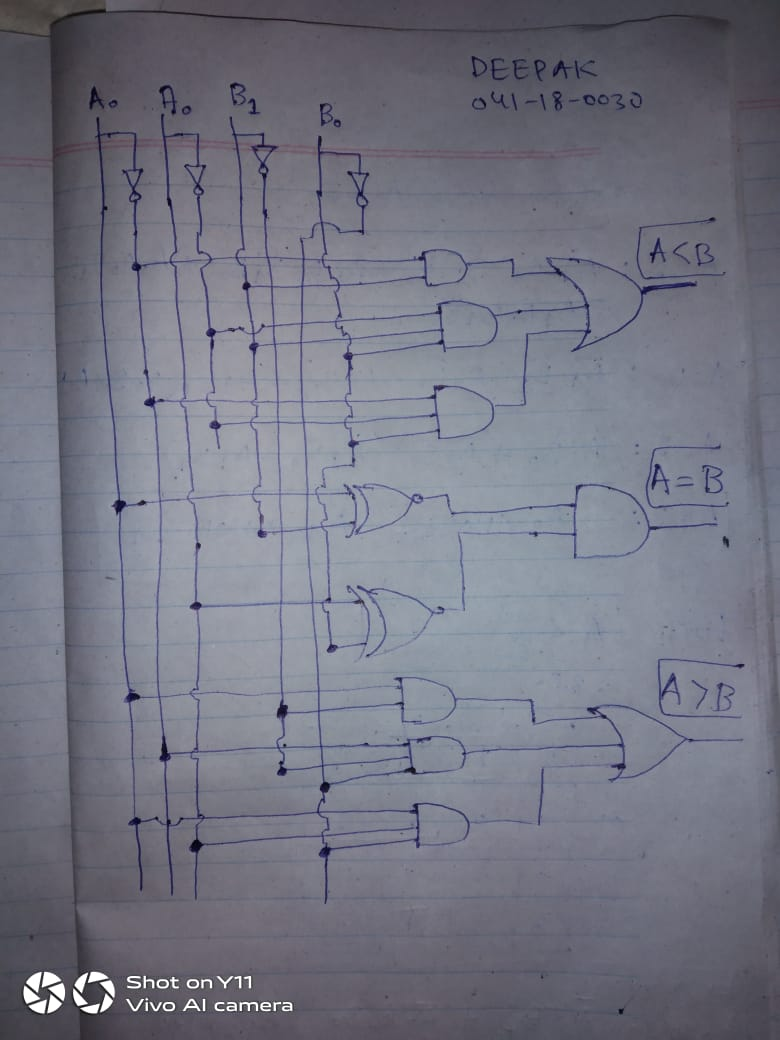 DEEPAK
041-18-0030
A₀ A₀ B₁ B₀
A<B
A=B
A>B
Shot on Y11
Vivo AI camera